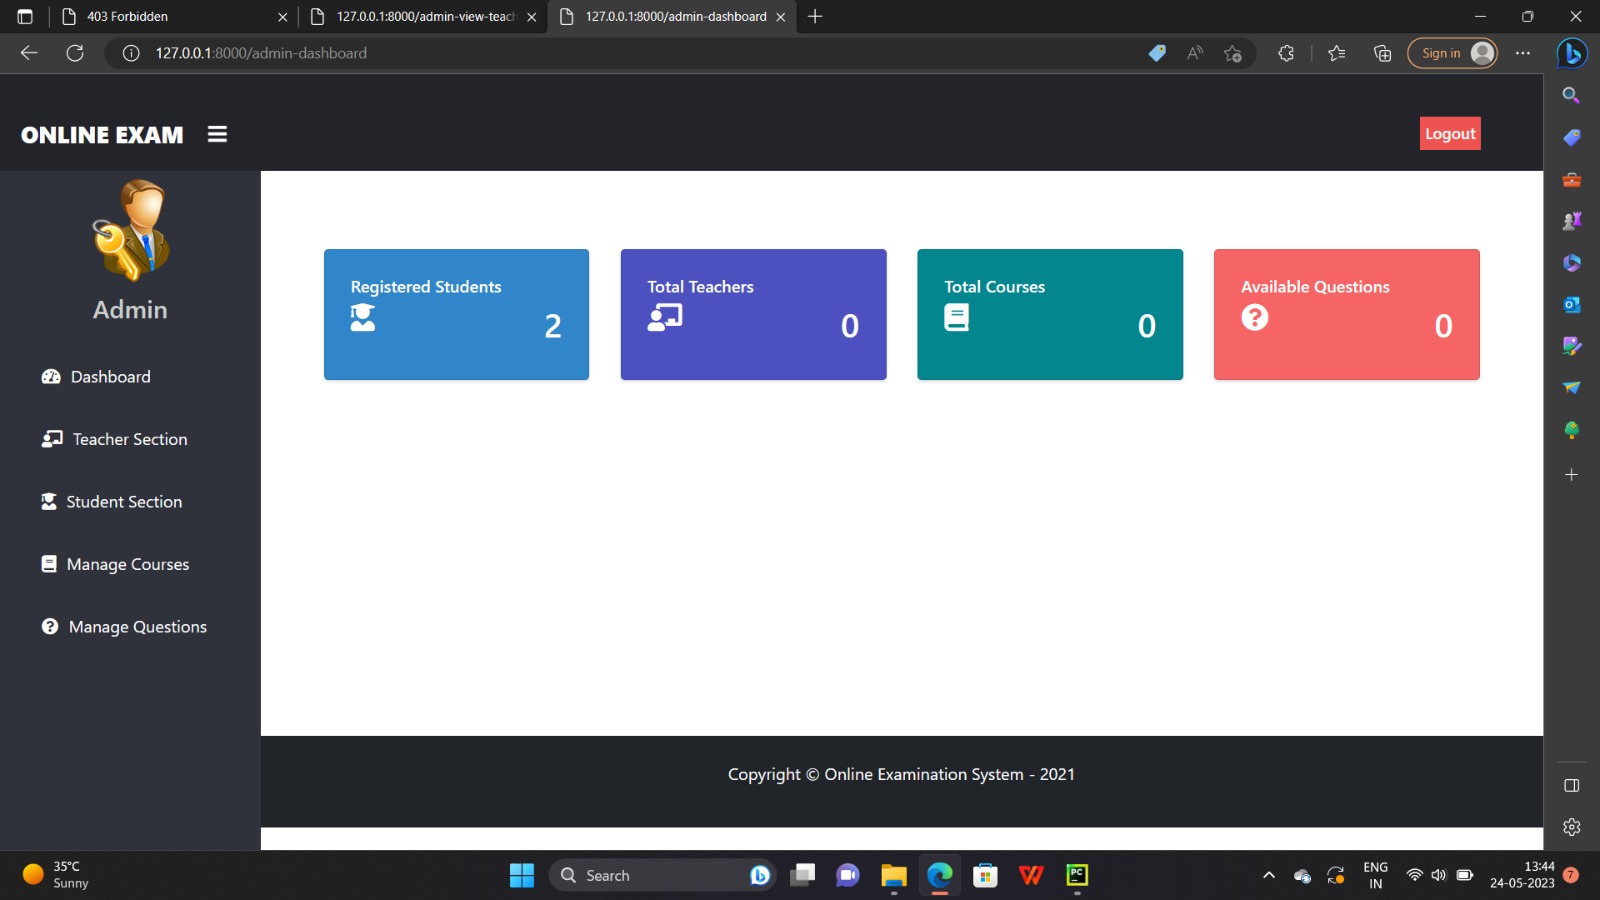 403 Forbidden
127.0.0.1:8000/admin-view-teach
127.0.0.1:8000/admin-dashboard
127.0.0.1:8000/admin-dashboard
Sign in
ONLINE EXAM
Logout
Admin
Dashboard
Teacher Section
Student Section
Manage Courses
Manage Questions
Registered Students
2
Total Teachers
0
Total Courses
0
Available Questions
0
Copyright © Online Examination System - 2021
35°C
Sunny
Search
PC
ENG
IN
13:44
24-05-2023
7